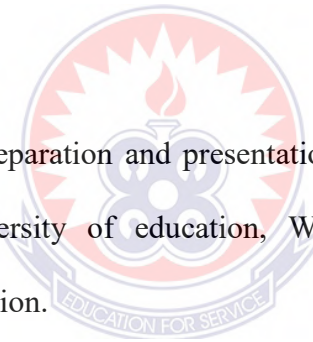 eparation and presentatio
ersity of education, W
ion.
EDUCATION FOR SERVICE